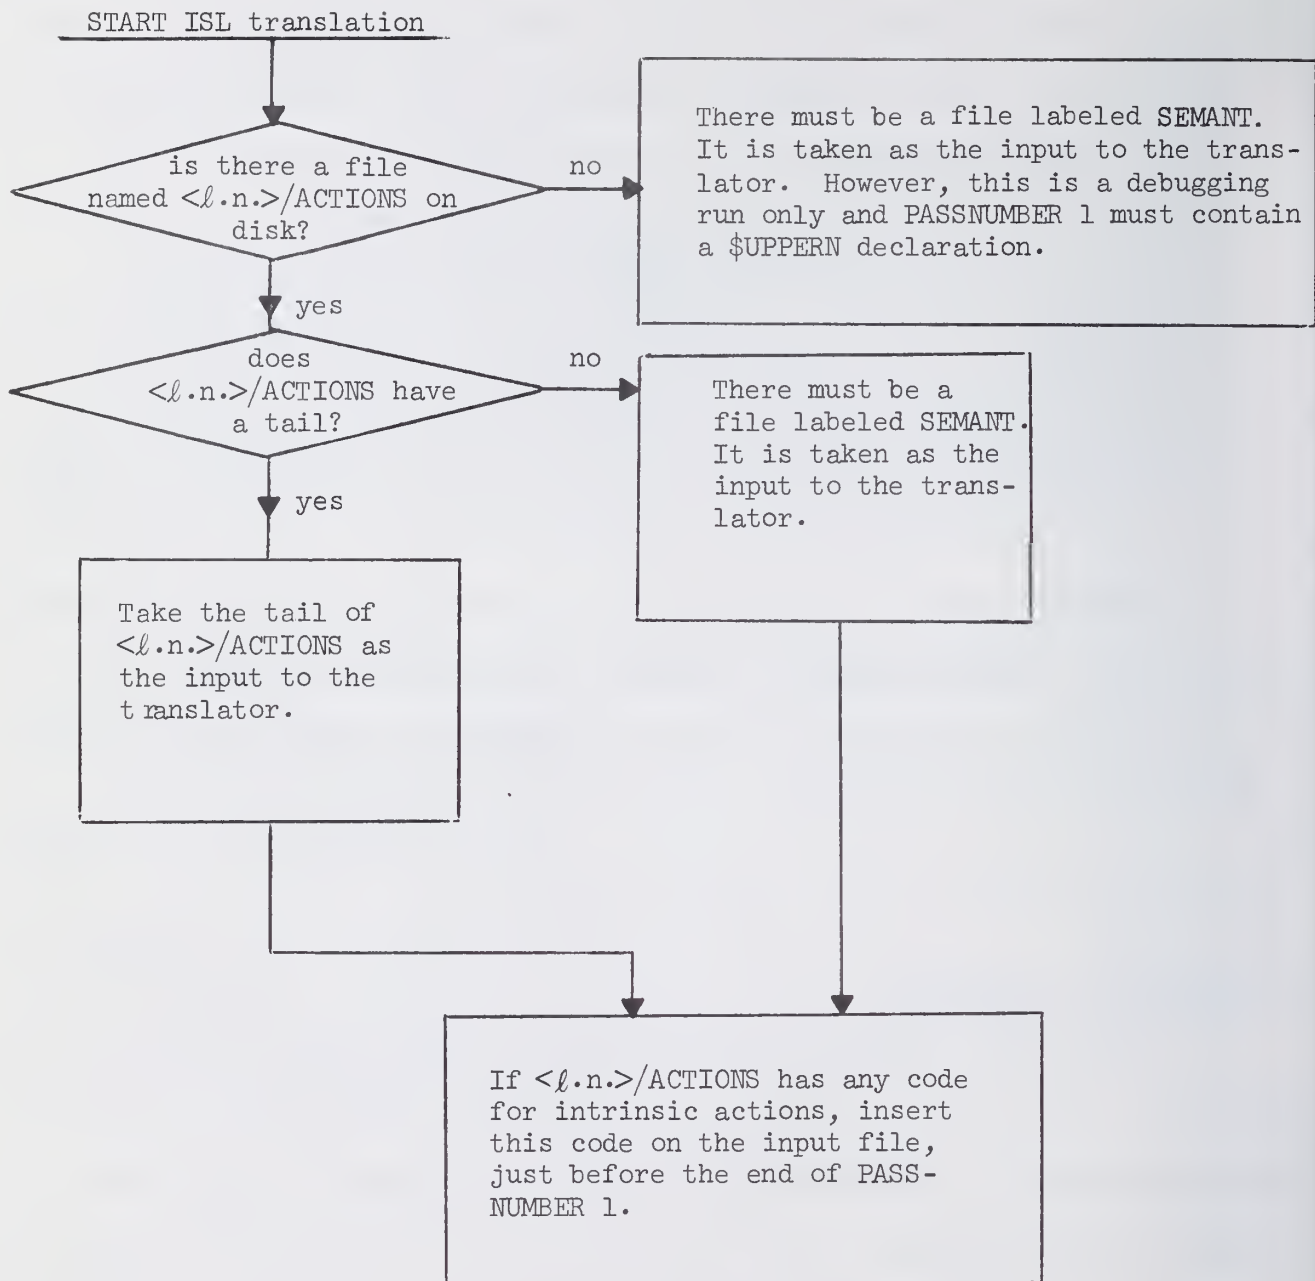 START ISL translation
is there a file
named <ℓ.n.>/ACTIONS on
disk?
no
There must be a file labeled SEMANT.
It is taken as the input to the trans-
lator. However, this is a debugging
run only and PASSNUMBER 1 must contain
a $UPPERN declaration.
yes
does
<ℓ.n.>/ACTIONS have
a tail?
no
There must be a
file labeled SEMANT.
It is taken as the
input to the trans-
lator.
yes
Take the tail of
<ℓ.n.>/ACTIONS as
the input to the
translator.
If <ℓ.n.>/ACTIONS has any code
for intrinsic actions, insert
this code on the input file,
just before the end of PASS-
NUMBER 1.